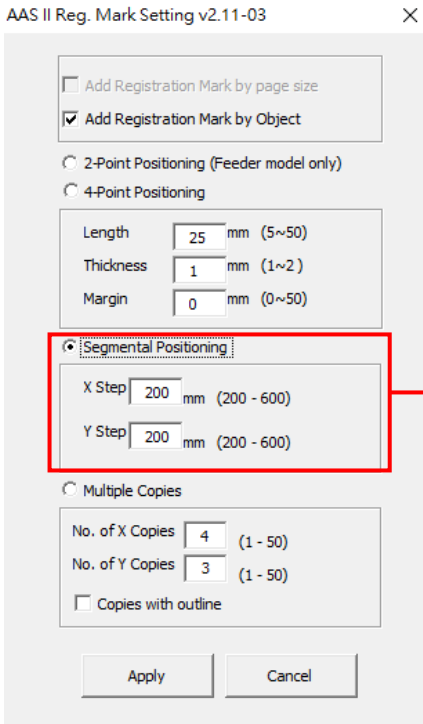 AAS II Reg. Mark Setting v2.11-03
Add Registration Mark by page size
Add Registration Mark by Object
2-Point Positioning (Feeder model only)
4-Point Positioning
Length 25 mm (5~50)
Thickness 1 mm (1~2 )
Margin 0 mm (0~50)
Segmental Positioning
X Step 200 mm (200 - 600)
Y Step 200 mm (200 - 600)
Multiple Copies
No. of X Copies 4 (1 - 50)
No. of Y Copies 3 (1 - 50)
Copies with outline
Apply Cancel